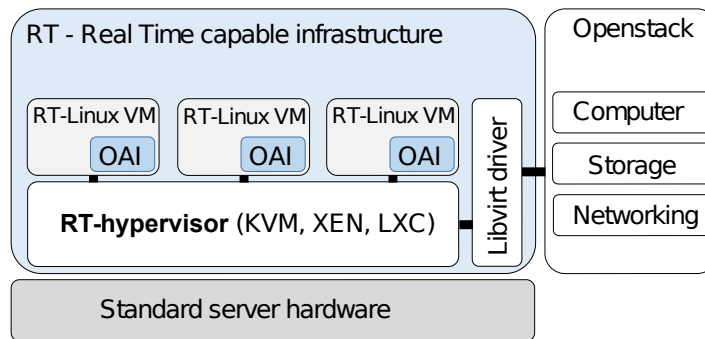 RT - Real Time capable infrastructure
Openstack
RT-Linux VM
OAI
RT-Linux VM
OAI
RT-Linux VM
OAI
Libvirt driver
Computer
Storage
Networking
RT-hypervisor (KVM, XEN, LXC)
Standard server hardware